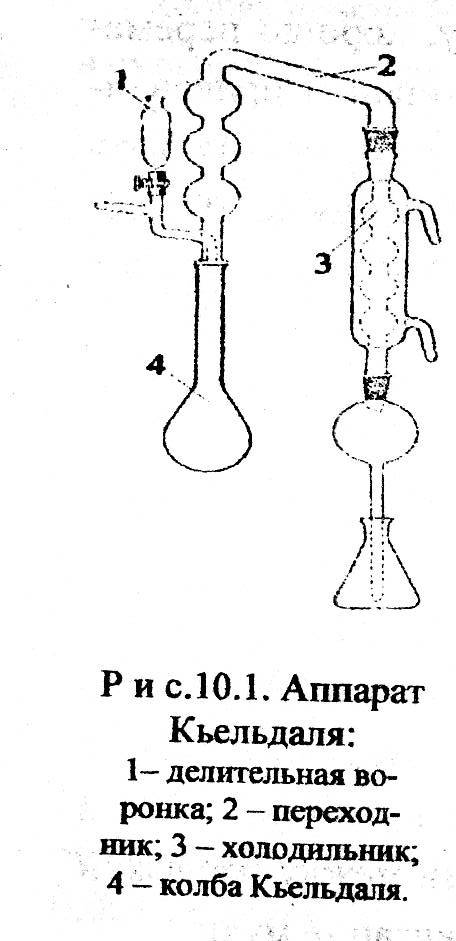 1
2
3
4
Р и с.10.1. Аппарат
Кьельдаля:
1– делительная во-
ронка; 2 – переход-
ник; 3 – холодильник;
4 – колба Кьельдаля.